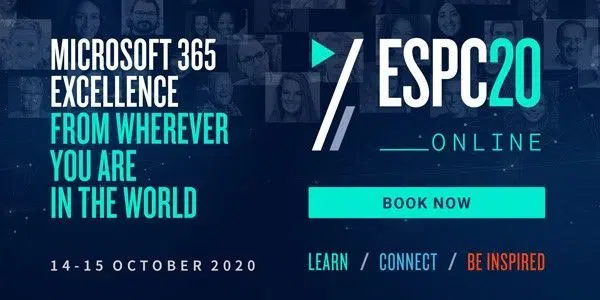 MICROSOFT 365
EXCELLENCE
FROM WHEREVER
YOU ARE
IN THE WORLD
14-15 OCTOBER 2020
ESPC20
ONLINE
BOOK NOW
LEARN / CONNECT / BE INSPIRED